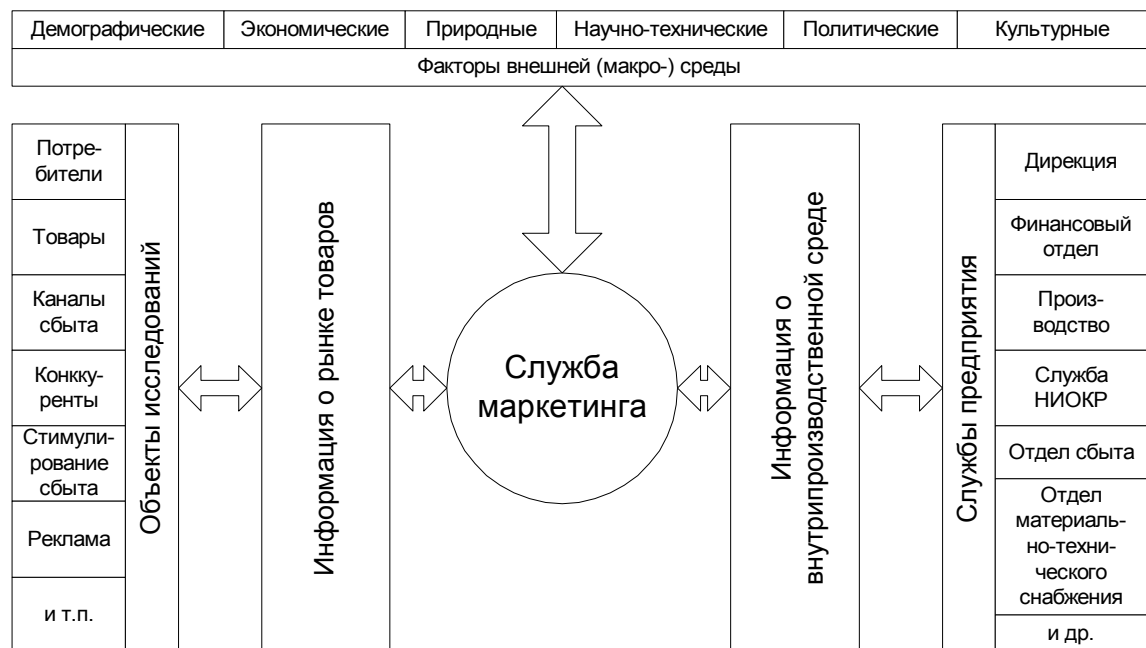 Демографические
Экономические
Природные
Научно-технические
Политические
Культурные
Факторы внешней (макро-) среды
Потре-
бители
Товары
Каналы
сбыта
Конккy-
ренты
Стимули-
рование
сбыта
Реклама
и т.п.
Объекты исследований
Информация о рынке товаров
Служба
маркетинга
Информация о
внутрипроизводственной среде
Службы предприятия
Дирекция
Финансовый
отдел
Произ-
водство
Служба
НИОКР
Отдел сбыта
Отдел
материаль-
но-техни-
ческого
снабжения
и др.